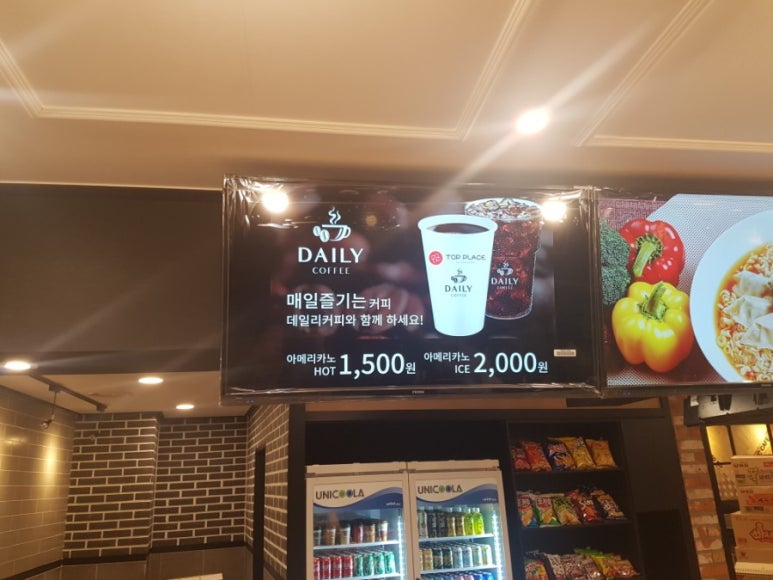 DAILY
COFFEE
매일즐기는 커피
데일리커피와 함께 하세요!
아메리카노
HOT 1,500원
아메리카노
ICE 2,000원
TOP PLACE
DAILY
COFFEE
DAILY
COFFEE
UNICOOLA
UNICOOLA